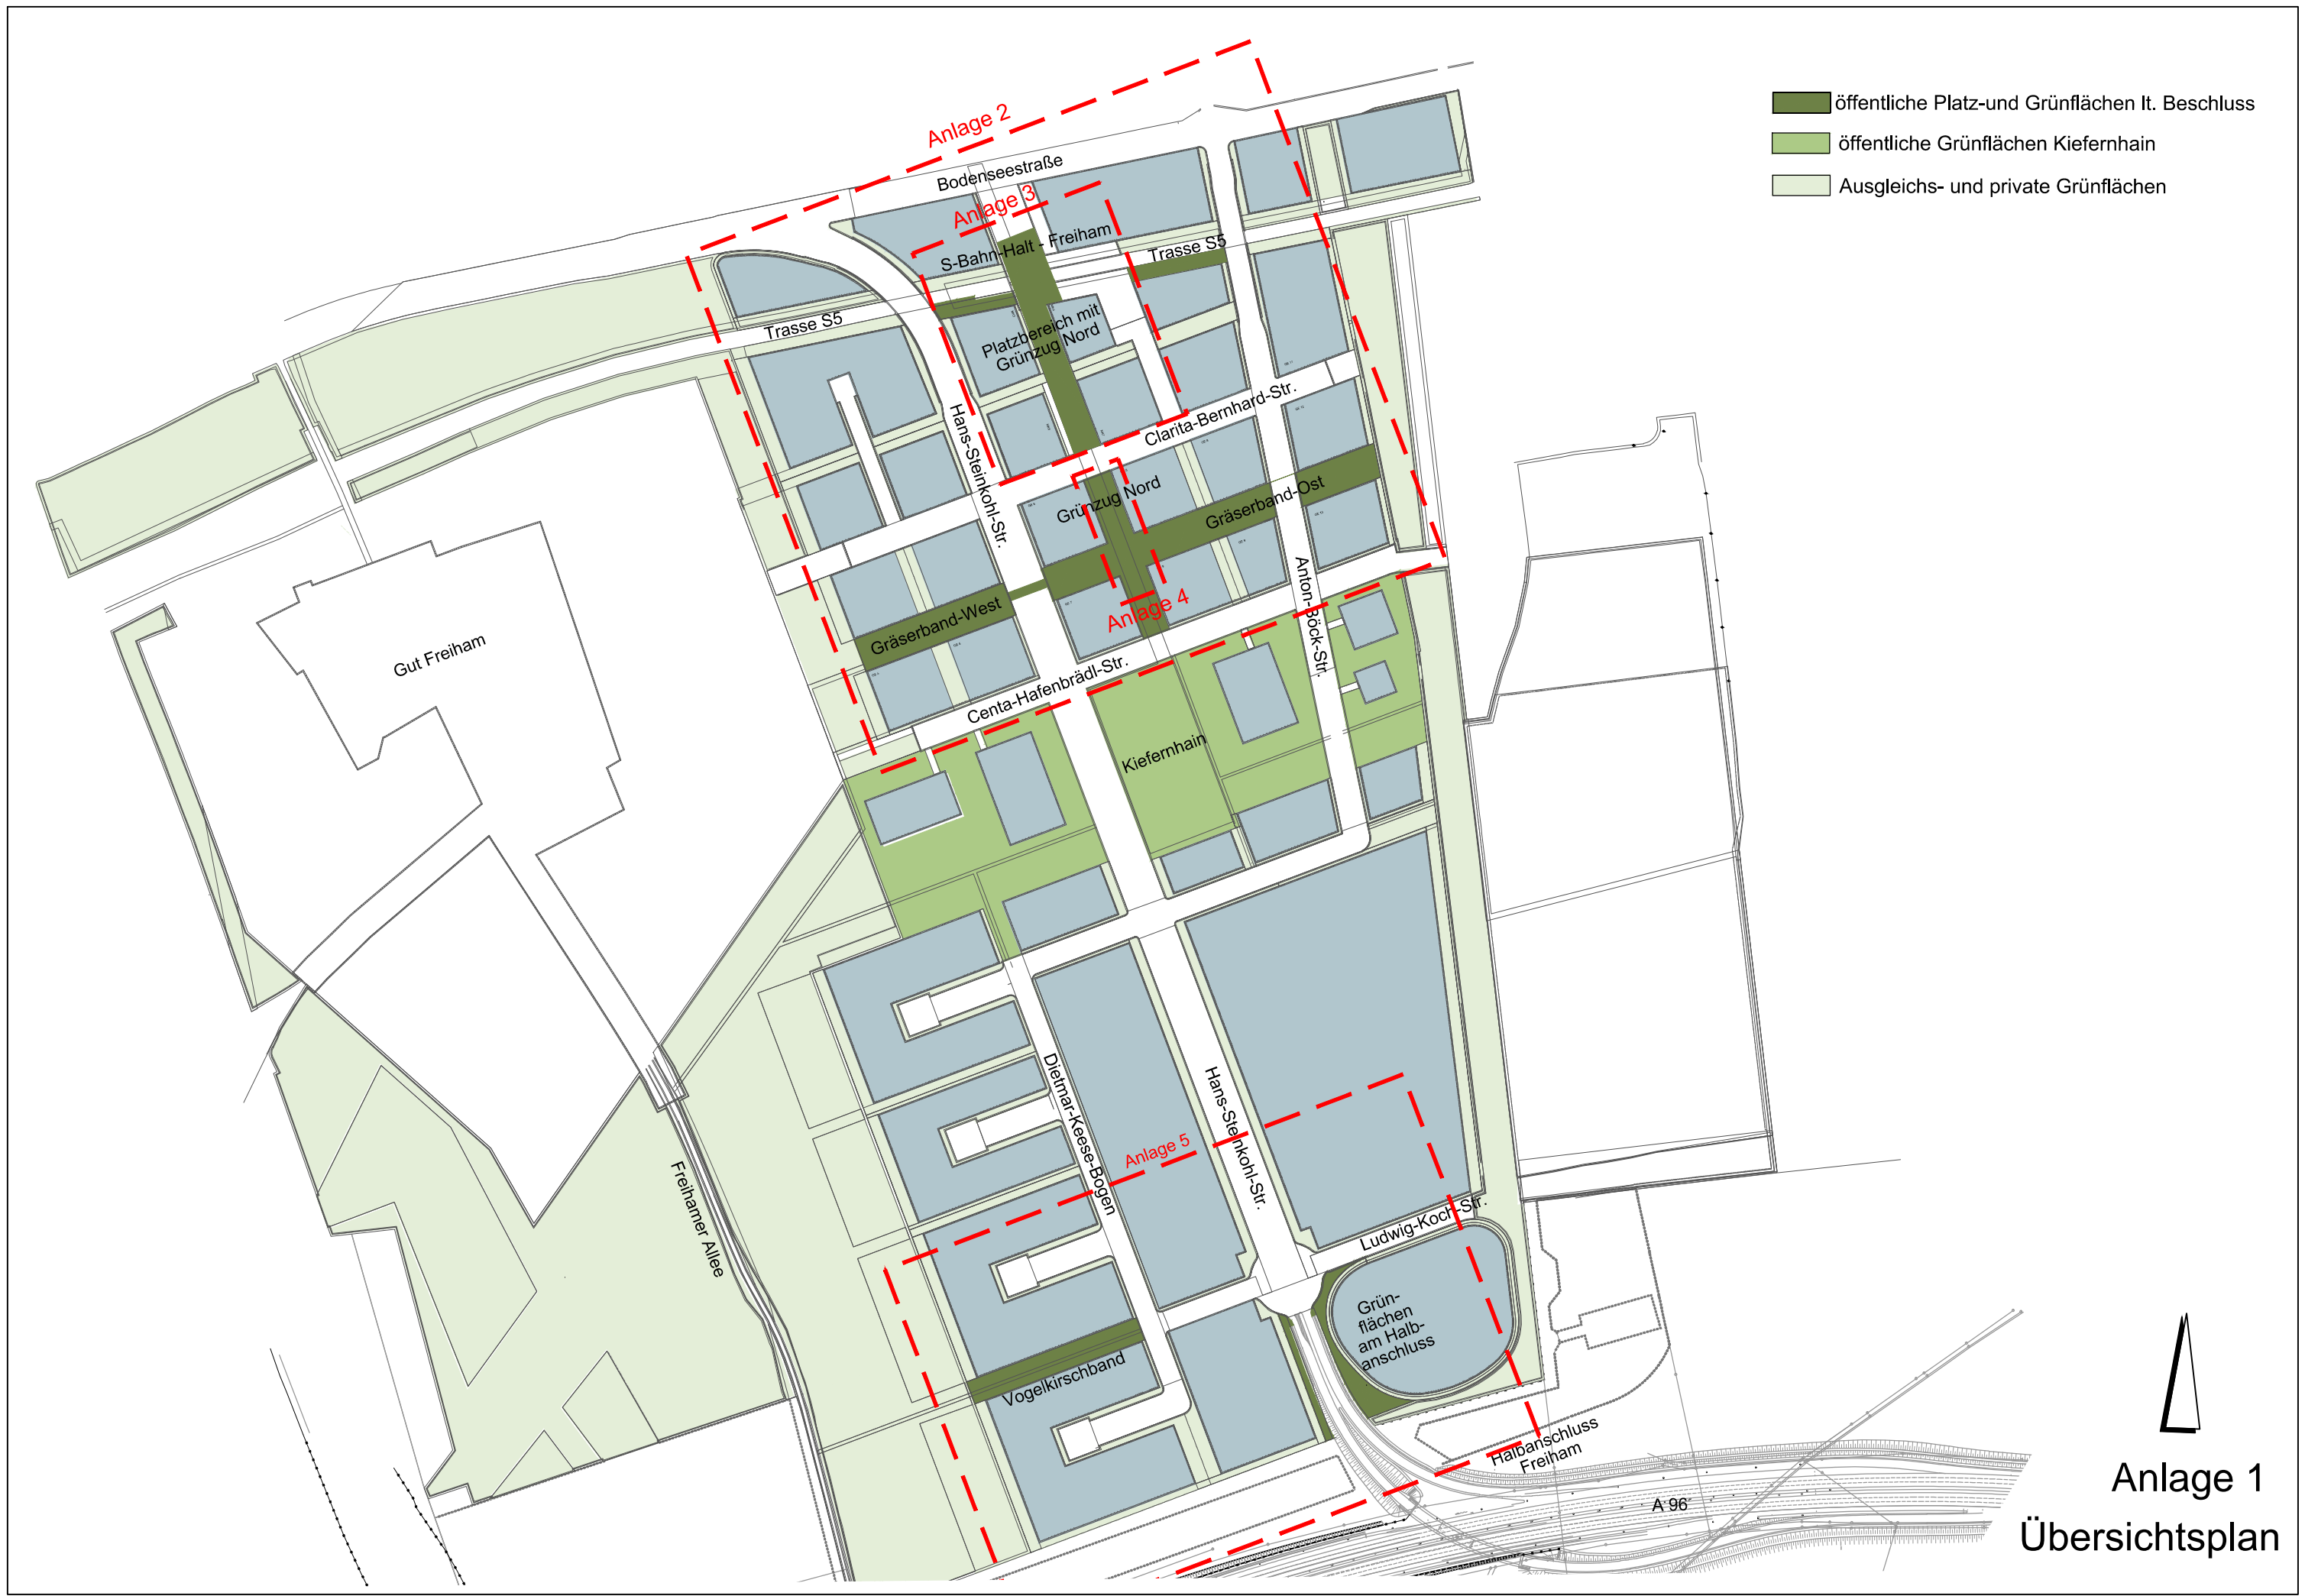 Anlage 2
öffentliche Platz-und Grünflächen lt. Beschluss
öffentliche Grünflächen Kiefernhain
Ausgleichs- und private Grünflächen
Bodenseestraße
Anlage 3
S-Bahn-Halt - Freiham
Trasse S5
Trasse S5
Platzbereich mit
Grünzug Nord
Hans-Steinkohl-Str.
Clarita-Bernhard-Str.
Grünzug Nord
Gräserband-Ost
Anlage 4
Anton-Böck-Str.
Gräserband-West
Gut Freiham
Centa-Hafenbrädl-Str.
Kiefernhain
Dietmar-Keese-Bogen
Hans-Steinkohl-Str.
Anlage 5
Freihamer Allee
Ludwig-Koch-Str.
Grün-
flächen
am Halb-
anschluss
Vogelkirschband
Halbanschluss
Freiham
A 96
Anlage 1
Übersichtsplan